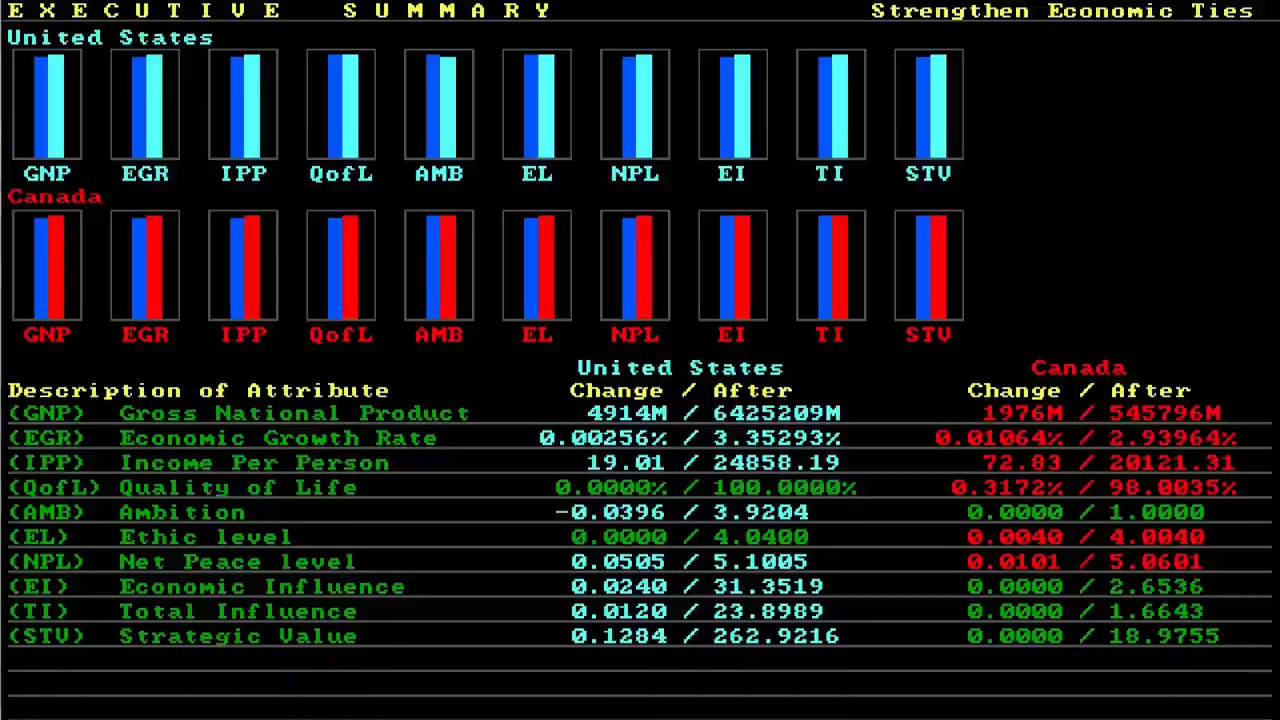 EXECUTIVE SUMMARY Strengthen Economic Ties
United States
GNP EGR IPP QofL AMB EL NPL EI TI STV
Canada
GNP EGR IPP QofL AMB EL NPL EI TI STV
United States Canada
Description of Attribute Change / After Change / After
(GNP) Gross National Product 4914M / 6425209M 1976M / 545796M
(EGR) Economic Growth Rate 0.00256% / 3.35293% 0.01064% / 2.93964%
(IPP) Income Per Person 19.01 / 24858.19 72.83 / 20121.31
(QofL) Quality of Life 0.0000% / 100.0000% 0.3172% / 98.0035%
(AMB) Ambition -0.0396 / 3.9204 0.0000 / 1.0000
(EL) Ethic level 0.0000 / 4.0400 0.0040 / 4.0040
(NPL) Net Peace level 0.0505 / 5.1005 0.0101 / 5.0601
(EI) Economic Influence 0.0240 / 31.3519 0.0000 / 2.6536
(TI) Total Influence 0.0120 / 23.8989 0.0000 / 1.6643
(STV) Strategic Value 0.1284 / 262.9216 0.0000 / 18.9755